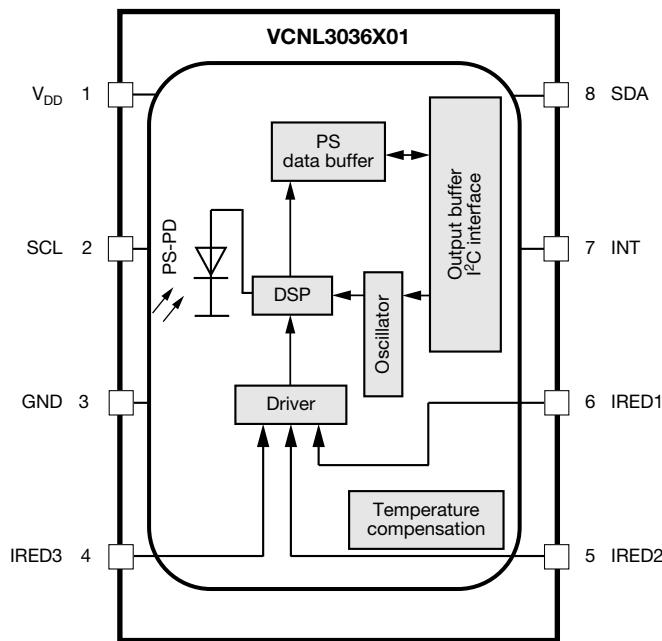 VCNL3036X01
V_DD 1
8 SDA
PS
data buffer
Output buffer
I²C interface
PS-PD
SCL 2
7 INT
DSP
Oscillator
GND 3
Driver
6 IRED1
Temperature
compensation
IRED3 4
5 IRED2